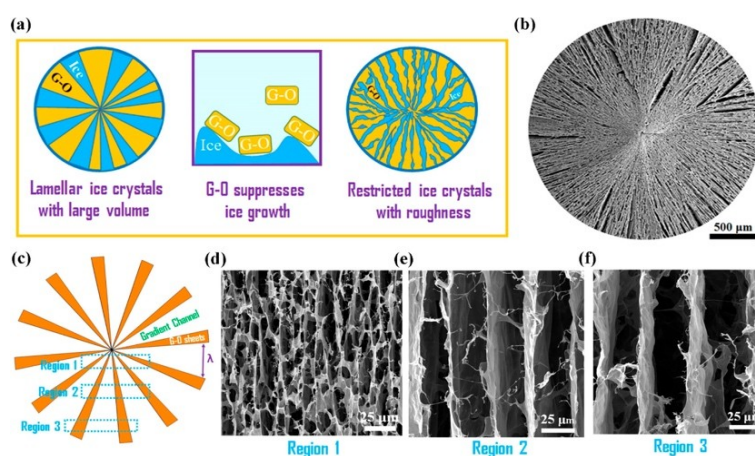 (a)
Ice
G-O
Lamellar ice crystals
with large volume
G-O
G-O
G-O
G-O
Ice
G-O suppresses
ice growth
G-O
Ice
Restricted ice crystals
with roughness
(b)
500 μm
(c)
Gradient Channel
G-O sheets
λ
Region 1
Region 2
Region 3
(d)
25 μm
Region 1
(e)
25 μm
Region 2
(f)
25 μm
Region 3